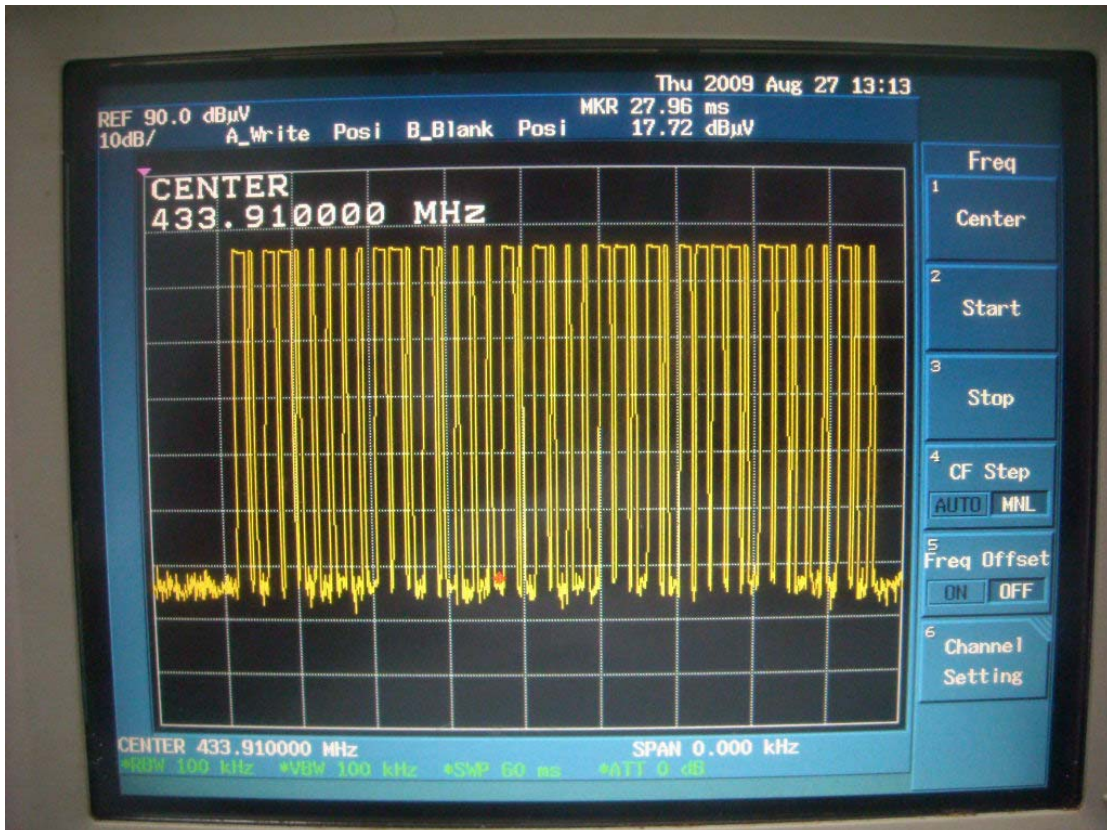 Thu 2009 Aug 27 13:13
REF 90.0 dBµV MKR 27.96 ms
10dB/ A_Write Posi B_Blank Posi 17.72 dBµV
CENTER
433.910000 MHz
Freq
1
Center
2
Start
3
Stop
4
CF Step
AUTO MNL
5
Freq Offset
ON OFF
6
Channel
Setting
CENTER 433.910000 MHz SPAN 0.000 kHz
*RBW 100 kHz *VBW 100 kHz *SWP 60 ms *ATT 0 dB